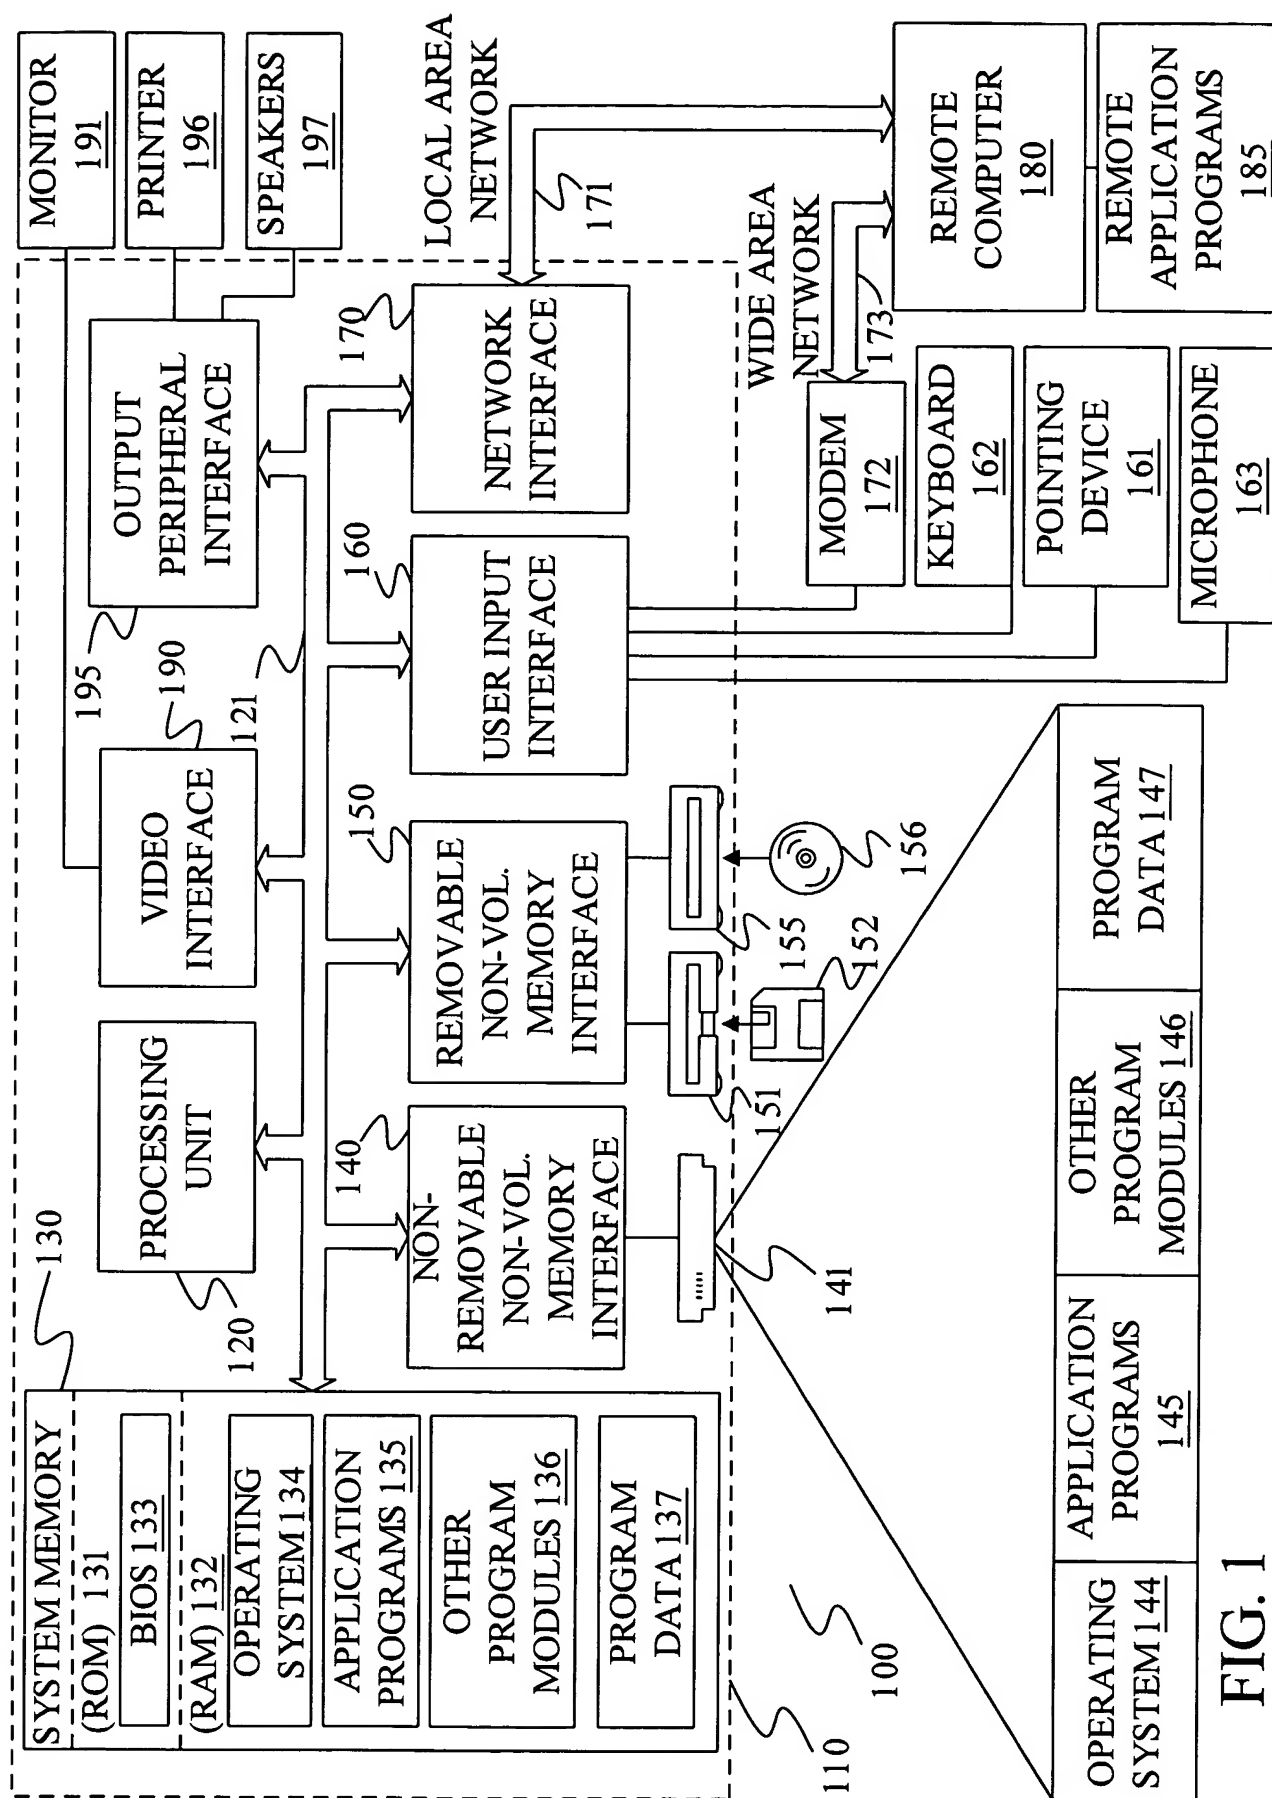 SYSTEM MEMORY
(ROM) 131
BIOS 133
(RAM) 132
OPERATING
SYSTEM 134
APPLICATION
PROGRAMS 135
OTHER
PROGRAM
MODULES 136
PROGRAM
DATA 137
130
PROCESSING
UNIT
120
VIDEO
INTERFACE
190
121
OUTPUT
PERIPHERAL
INTERFACE
195
MONITOR
191
PRINTER
196
SPEAKERS
197
NON-
REMOVABLE
NON-VOL.
MEMORY
INTERFACE
140
REMOVABLE
NON-VOL.
MEMORY
INTERFACE
150
USER INPUT
INTERFACE
160
NETWORK
INTERFACE
170
LOCAL AREA
NETWORK
171
141
151
152
155
156
WIDE AREA
NETWORK
173
MODEM
172
KEYBOARD
162
POINTING
DEVICE
161
MICROPHONE
163
REMOTE
COMPUTER
180
REMOTE
APPLICATION
PROGRAMS
185
110
100
OPERATING
SYSTEM 144
APPLICATION
PROGRAMS
145
OTHER
PROGRAM
MODULES 146
PROGRAM
DATA 147
FIG. 1